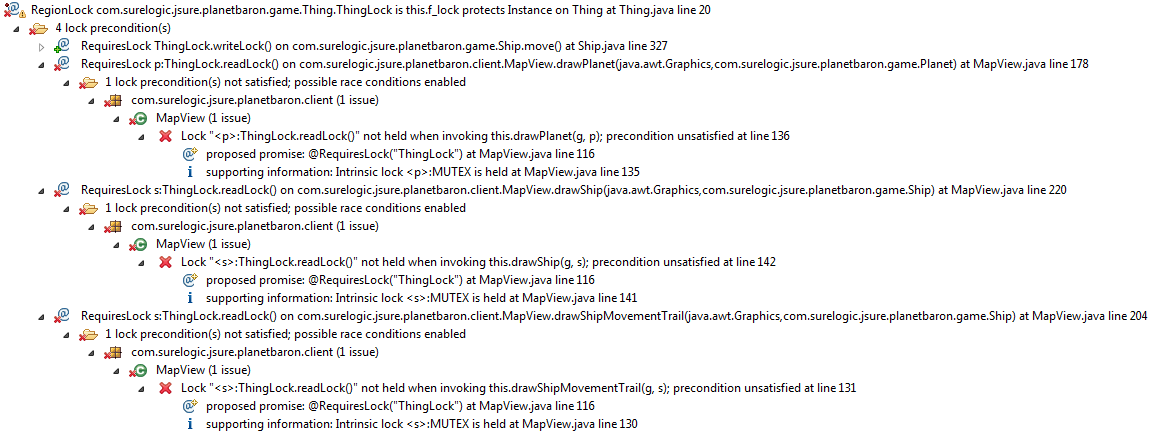 RegionLock com.surelogic.jsure.planetbaron.game.Thing.ThingLock is this.f_lock protects Instance on Thing at Thing.java line 20
4 lock precondition(s)
RequiresLock ThingLock.writeLock() on com.surelogic.jsure.planetbaron.game.Ship.move() at Ship.java line 327
RequiresLock p:ThingLock.readLock() on com.surelogic.jsure.planetbaron.client.MapView.drawPlanet(java.awt.Graphics,com.surelogic.jsure.planetbaron.game.Planet) at MapView.java line 178
1 lock precondition(s) not satisfied; possible race conditions enabled
com.surelogic.jsure.planetbaron.client (1 issue)
MapView (1 issue)
Lock "<p>:ThingLock.readLock()" not held when invoking this.drawPlanet(g, p); precondition unsatisfied at line 136
proposed promise: @RequiresLock("ThingLock") at MapView.java line 116
supporting information: Intrinsic lock <p>:MUTEX is held at MapView.java line 135
RequiresLock s:ThingLock.readLock() on com.surelogic.jsure.planetbaron.client.MapView.drawShip(java.awt.Graphics,com.surelogic.jsure.planetbaron.game.Ship) at MapView.java line 220
1 lock precondition(s) not satisfied; possible race conditions enabled
com.surelogic.jsure.planetbaron.client (1 issue)
MapView (1 issue)
Lock "<s>:ThingLock.readLock()" not held when invoking this.drawShip(g, s); precondition unsatisfied at line 142
proposed promise: @RequiresLock("ThingLock") at MapView.java line 116
supporting information: Intrinsic lock <s>:MUTEX is held at MapView.java line 141
RequiresLock s:ThingLock.readLock() on com.surelogic.jsure.planetbaron.client.MapView.drawShipMovementTrail(java.awt.Graphics,com.surelogic.jsure.planetbaron.game.Ship) at MapView.java line 204
1 lock precondition(s) not satisfied; possible race conditions enabled
com.surelogic.jsure.planetbaron.client (1 issue)
MapView (1 issue)
Lock "<s>:ThingLock.readLock()" not held when invoking this.drawShipMovementTrail(g, s); precondition unsatisfied at line 131
proposed promise: @RequiresLock("ThingLock") at MapView.java line 116
supporting information: Intrinsic lock <s>:MUTEX is held at MapView.java line 130